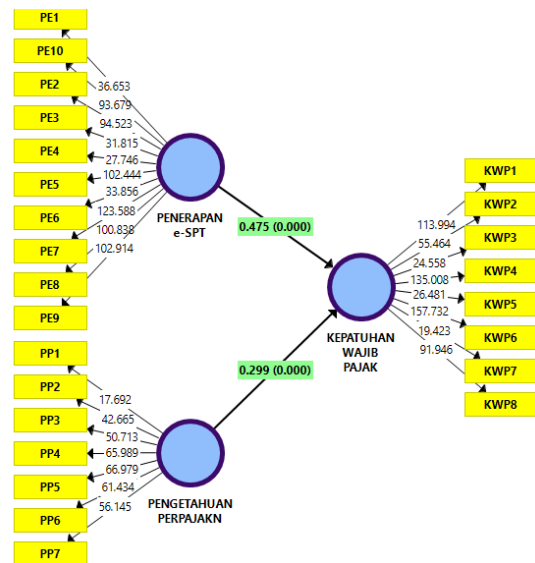 PE1
PE10
PE2
PE3
PE4
PE5
PE6
PE7
PE8
PE9
36.653
93.679
94.523
31.815
27.746
102.444
33.856
123.588
100.838
102.914
PENERAPAN
e-SPT
0.475 (0.000)
PP1
PP2
PP3
PP4
PP5
PP6
PP7
17.692
42.665
50.713
65.989
66.979
61.434
56.145
PENGETAHUAN
PERPAJAKN
0.299 (0.000)
KEPATUHAN
WAJIB
PAJAK
113.994
55.464
24.558
135.008
26.481
157.732
19.423
91.946
KWP1
KWP2
KWP3
KWP4
KWP5
KWP6
KWP7
KWP8